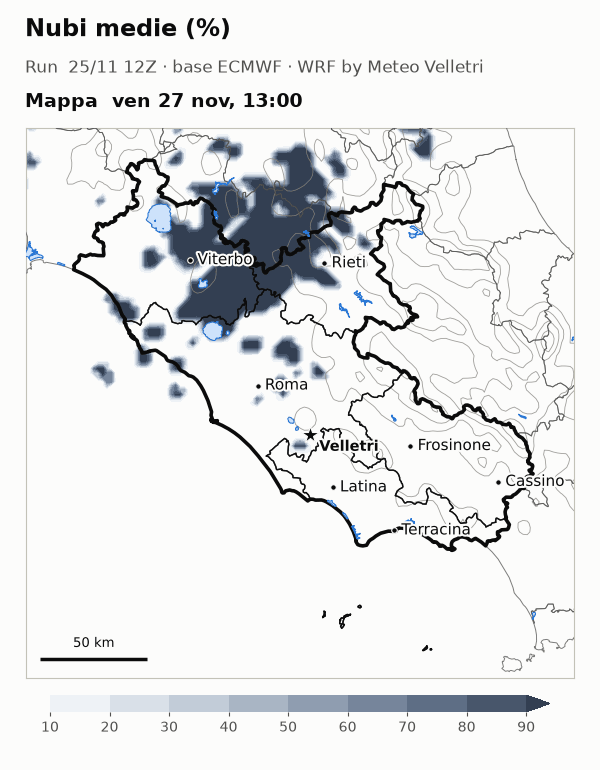 Nubi medie (%)
Run  25/11 12Z · base ECMWF · WRF by Meteo Velletri
Mappa  ven 27 nov, 13:00
Viterbo
Rieti
Roma
Velletri
Frosinone
Cassino
Latina
Terracina
50 km
10 20 30 40 50 60 70 80 90